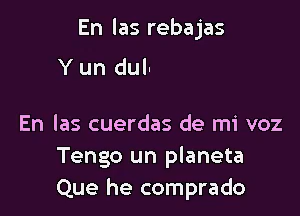 En las rebajas
Y un dul
En las cuerdas de mi voz
Tengo un planeta
Que he comprado